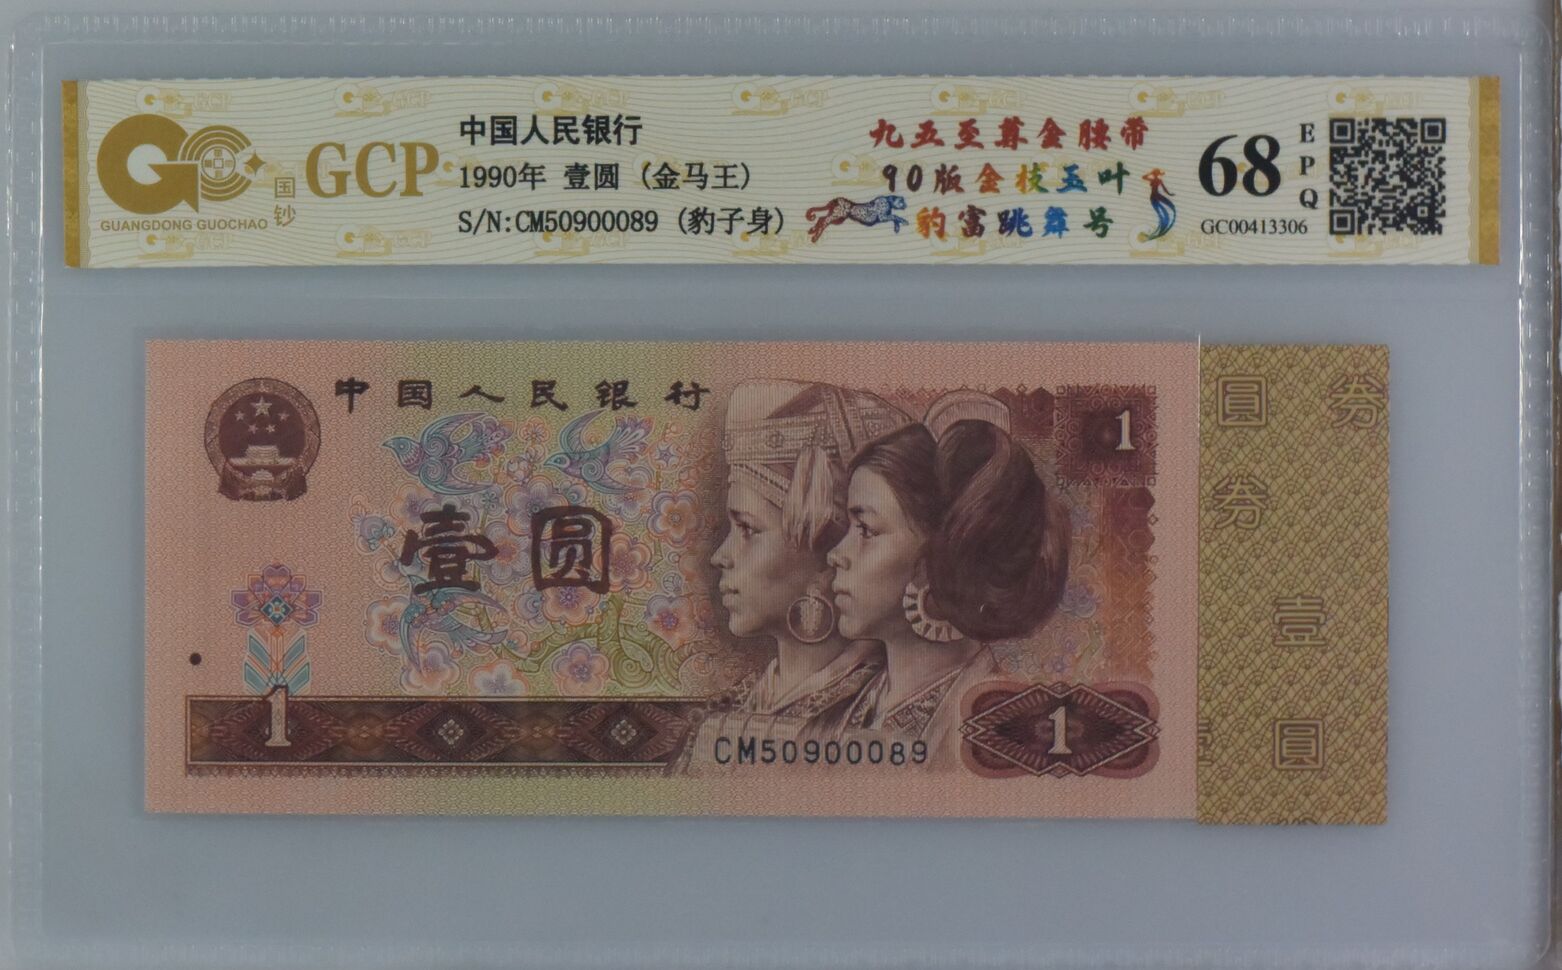 GUANGDONG GUOCHAO
国钞
GCP
中国人民银行
1990年 壹圆 (金马王)
S/N:CM50900089 (豹子身)
九五至尊金腰带
90版金枝玉叶
豹富跳舞号
68
EPQ
GC00413306
中国人民银行
壹圆
1
1
1
CM50900089
圓 券
券
壹
圓